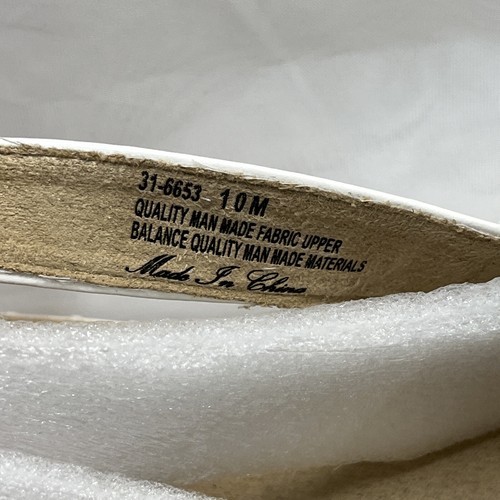 31-6653 10M
QUALITY MAN MADE FABRIC UPPER
BALANCE QUALITY MAN MADE MATERIALS
Made In China